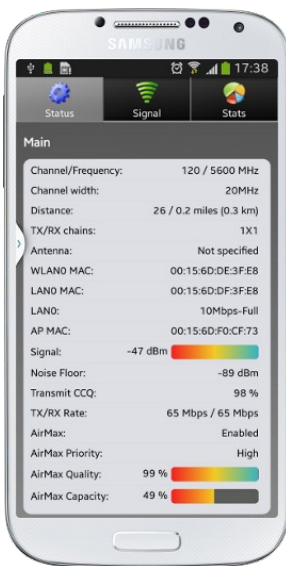 SAMSUNG
17:38
Status Signal Stats
Main
Channel/Frequency: 120 / 5600 MHz
Channel width: 20MHz
Distance: 26 / 0.2 miles (0.3 km)
TX/RX chains: 1X1
Antenna: Not specified
WLAN0 MAC: 00:15:6D:DE:3F:E8
LAN0 MAC: 00:15:6D:DF:3F:E8
LAN0: 10Mbps-Full
AP MAC: 00:15:6D:F0:CF:73
Signal: -47 dBm
Noise Floor: -89 dBm
Transmit CCQ: 98 %
TX/RX Rate: 65 Mbps / 65 Mbps
AirMax: Enabled
AirMax Priority: High
AirMax Quality: 99 %
AirMax Capacity: 49 %